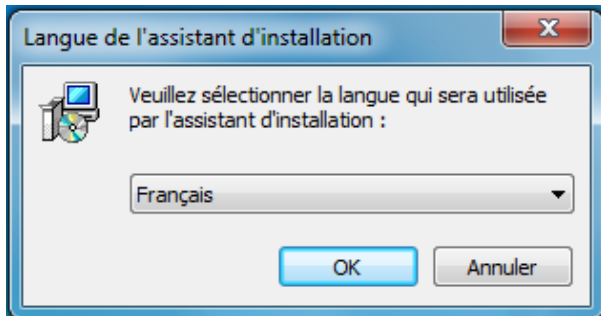 Langue de l'assistant d'installation
Veuillez sélectionner la langue qui sera utilisée
par l'assistant d'installation :
Français
OK
Annuler